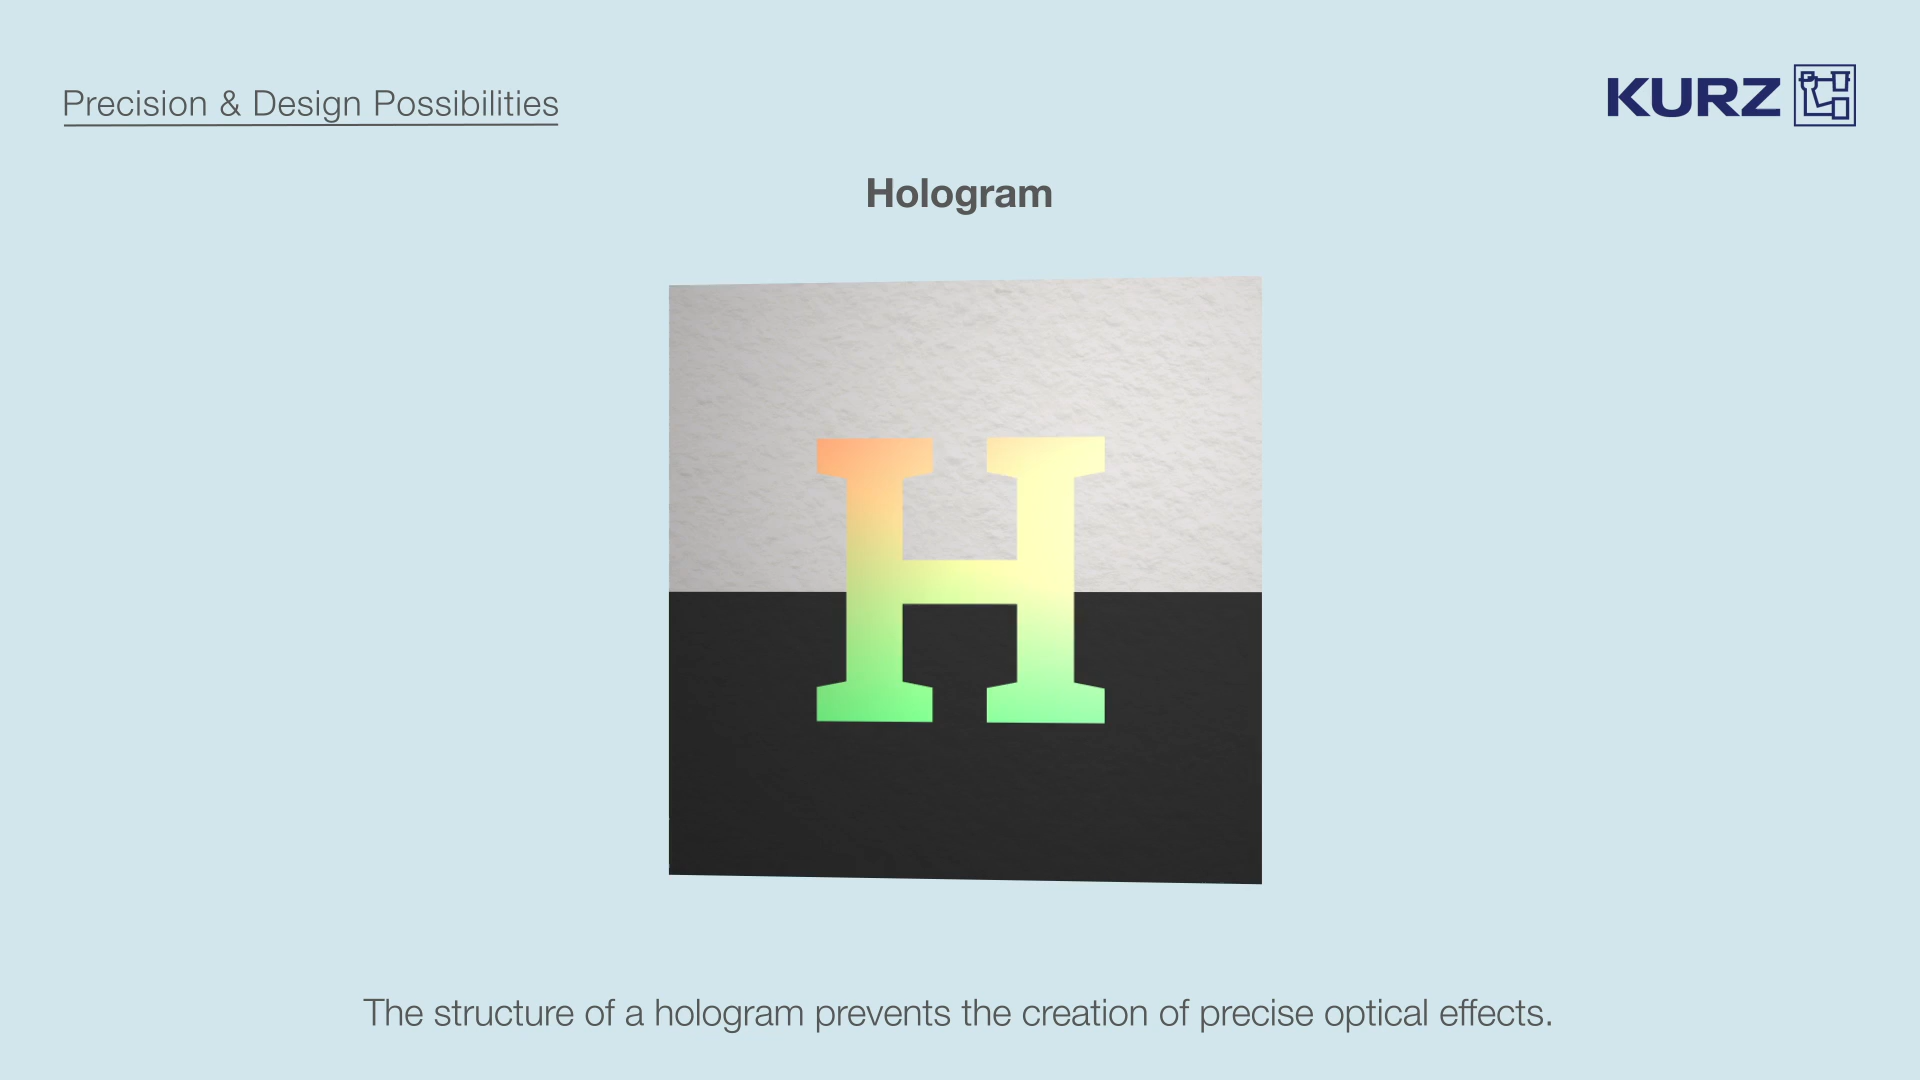 Precision & Design Possibilities
KURZ
Hologram
H
The structure of a hologram prevents the creation of precise optical effects.